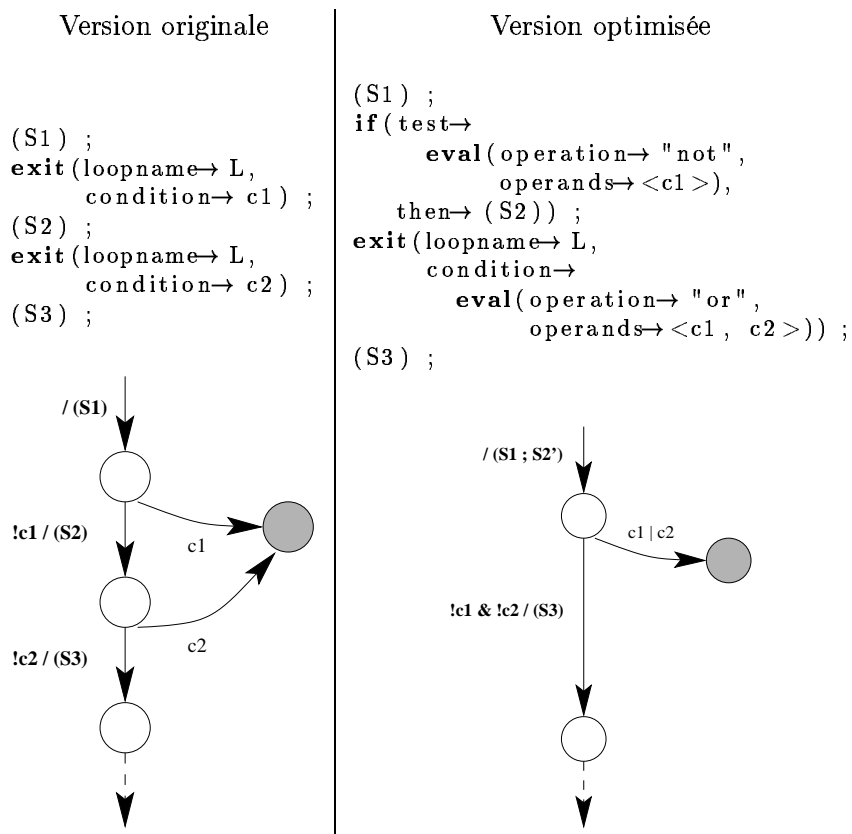 Version originale
(S1) ;
exit(loopname→ L,
condition→ c1) ;
(S2) ;
exit(loopname→ L,
condition→ c2) ;
(S3) ;
/ (S1)
!c1 / (S2)
c1
c2
!c2 / (S3)
Version optimisée
(S1) ;
if(test→
eval(operation→ "not",
operands→ <c1>),
then→ (S2)) ;
exit(loopname→ L,
condition→
eval(operation→ "or",
operands→ <c1, c2>)) ;
(S3) ;
/ (S1 ; S2')
c1 | c2
!c1 & !c2 / (S3)